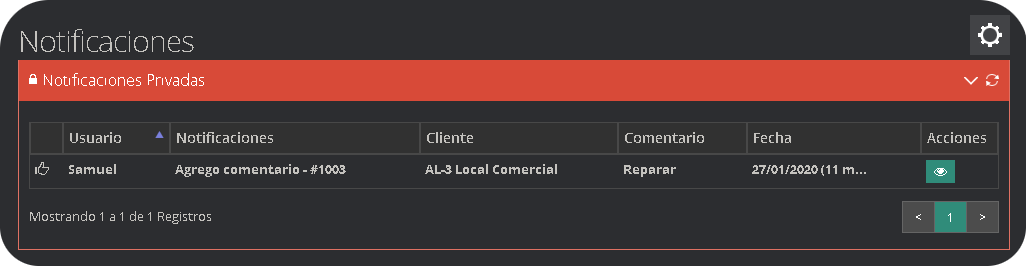 Notificaciones
Notificaciones Privadas
Usuario Notificaciones Cliente Comentario Fecha Acciones
Samuel Agrego comentario - #1003 AL-3 Local Comercial Reparar 27/01/2020 (11 m...
Mostrando 1 a 1 de 1 Registros < 1 >